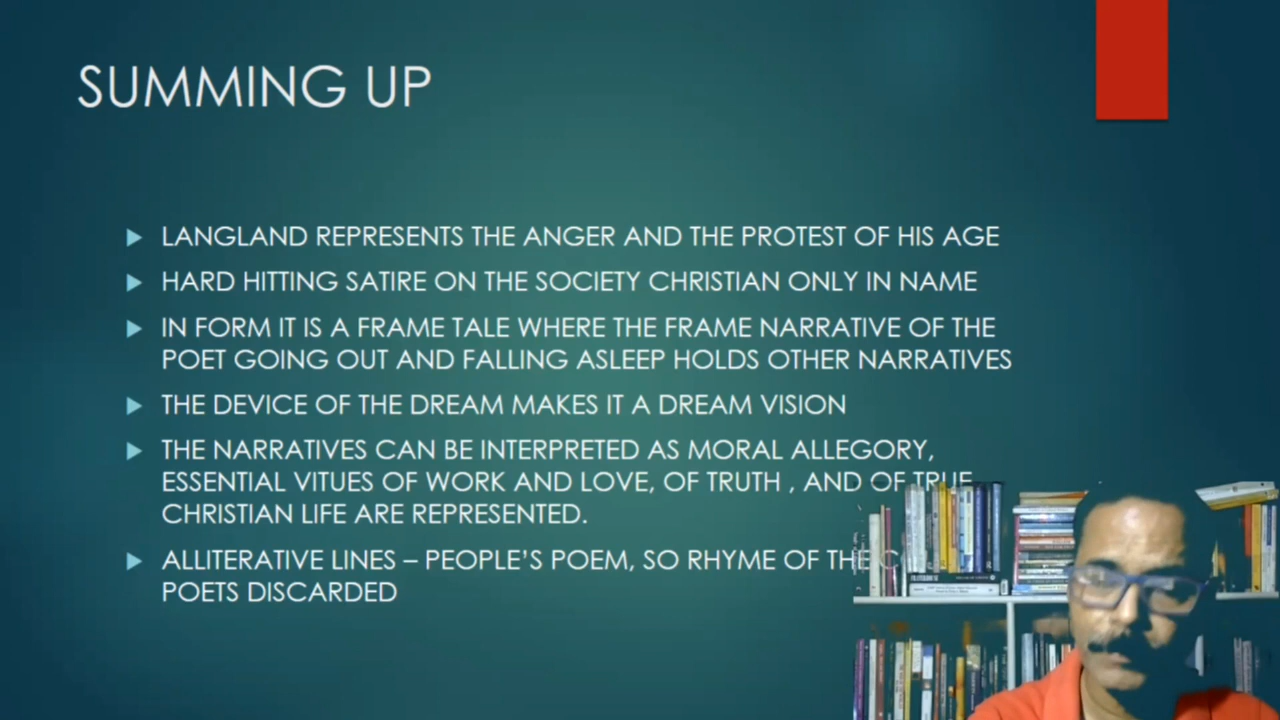 SUMMING UP
LANGLAND REPRESENTS THE ANGER AND THE PROTEST OF HIS AGE
HARD HITTING SATIRE ON THE SOCIETY CHRISTIAN ONLY IN NAME
IN FORM IT IS A FRAME TALE WHERE THE FRAME NARRATIVE OF THE
POET GOING OUT AND FALLING ASLEEP HOLDS OTHER NARRATIVES
THE DEVICE OF THE DREAM MAKES IT A DREAM VISION
THE NARRATIVES CAN BE INTERPRETED AS MORAL ALLEGORY,
ESSENTIAL VITUES OF WORK AND LOVE, OF TRUTH , AND OF TRUE
CHRISTIAN LIFE ARE REPRESENTED.
ALLITERATIVE LINES – PEOPLE'S POEM, SO RHYME OF THE
POETS DISCARDED